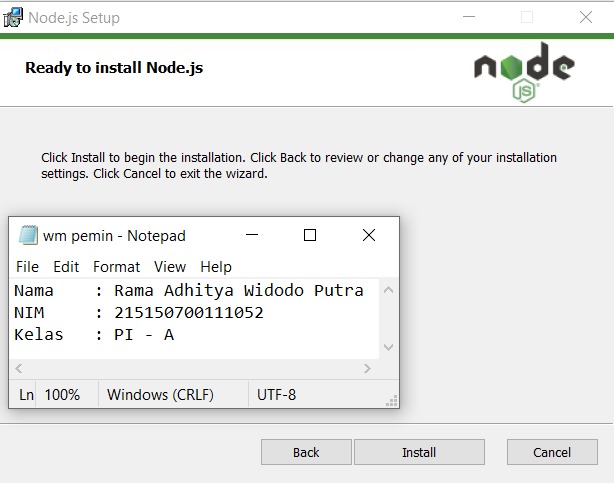 Node.js Setup
Ready to install Node.js
node
JS
Click Install to begin the installation. Click Back to review or change any of your installation
settings. Click Cancel to exit the wizard.
wm pemin - Notepad
File Edit Format View Help
Nama : Rama Adhitya Widodo Putra
NIM : 215150700111052
Kelas : PI - A
Ln 100% Windows (CRLF) UTF-8
Back Install Cancel